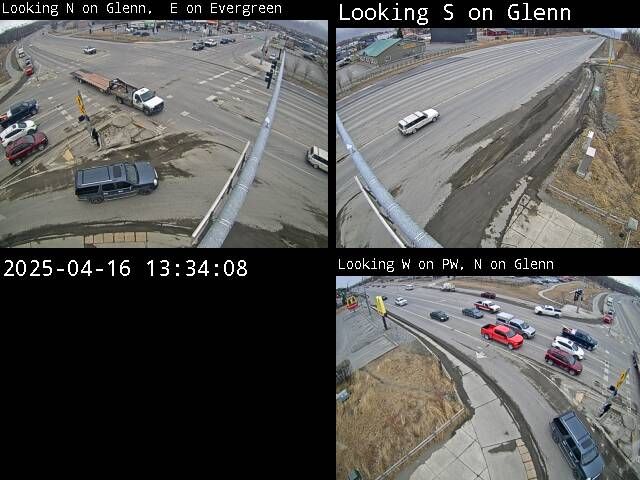 Looking N on Glenn, E on Evergreen
Looking S on Glenn
2025-04-16 13:34:08
Looking W on PW, N on Glenn